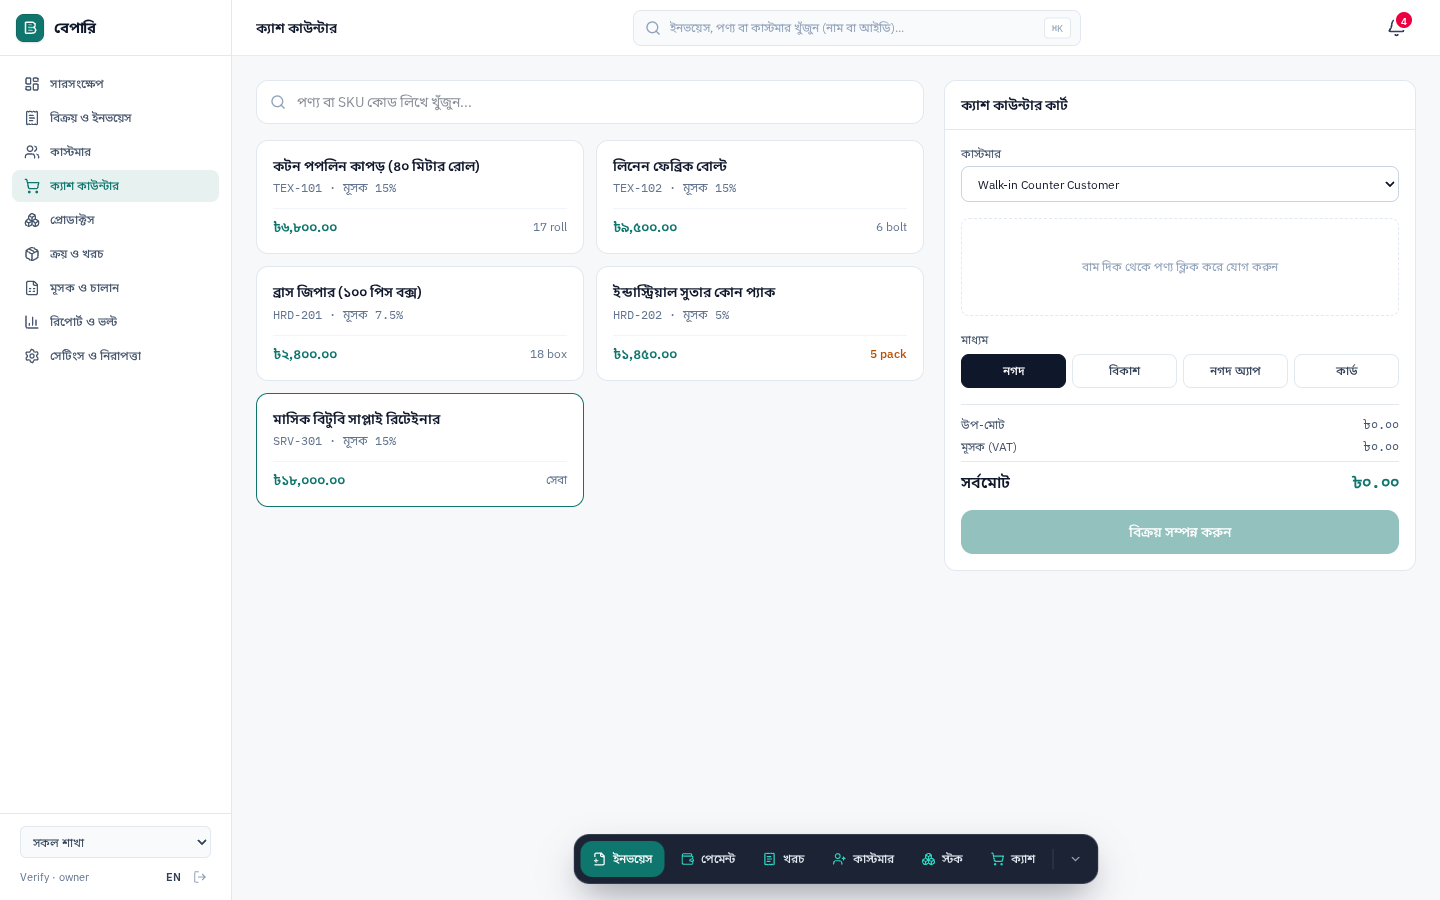 বেপারি
ক্যাশ কাউন্টার
ইনভয়েস, পণ্য বা কাস্টমার খুঁজুন (নাম বা আইডি)...
⌘K
4
সারসংক্ষেপ
বিক্রয় ও ইনভয়েস
কাস্টমার
ক্যাশ কাউন্টার
প্রোডাক্টস
ক্রয় ও খরচ
মূসক ও চালান
রিপোর্ট ও ভল্ট
সেটিংস ও নিরাপত্তা
সকল শাখা
Verify · owner
EN
পণ্য বা SKU কোড লিখে খুঁজুন...
কটন পপলিন কাপড় (৪০ মিটার রোল)
TEX-101 · মূসক 15%
৳৬,৮০০.০০
17 roll
লিনেন ফেব্রিক বোল্ট
TEX-102 · মূসক 15%
৳৯,৫০০.০০
6 bolt
ব্রাস জিপার (১০০ পিস বক্স)
HRD-201 · মূসক 7.5%
৳২,৪০০.০০
18 box
ইন্ডাস্ট্রিয়াল সুতার কোন প্যাক
HRD-202 · মূসক 5%
৳১,৪৫০.০০
5 pack
মাসিক বিটুবি সাপ্লাই রিটেইনার
SRV-301 · মূসক 15%
৳১৮,০০০.০০
সেবা
ক্যাশ কাউন্টার কার্ট
কাস্টমার
Walk-in Counter Customer
বাম দিক থেকে পণ্য ক্লিক করে যোগ করুন
মাধ্যম
নগদ
বিকাশ
নগদ অ্যাপ
কার্ড
উপ-মোট
৳০.০০
মূসক (VAT)
৳০.০০
সর্বমোট
৳০.০০
বিক্রয় সম্পন্ন করুন
ইনভয়েস
পেমেন্ট
খরচ
কাস্টমার
স্টক
ক্যাশ